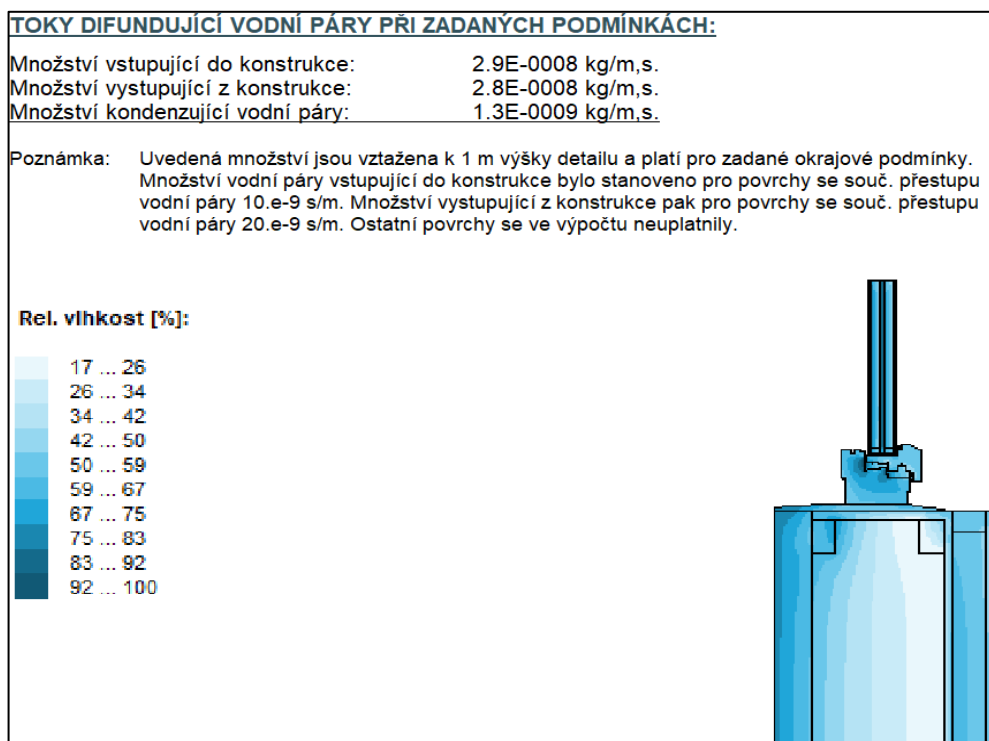 TOKY DIFUNDUJÍCÍ VODNÍ PÁRY PŘI ZADANÝCH PODMÍNKÁCH:
Množství vstupující do konstrukce: 2.9E-0008 kg/m,s.
Množství vystupující z konstrukce: 2.8E-0008 kg/m,s.
Množství kondenzující vodní páry: 1.3E-0009 kg/m,s.
Poznámka: Uvedená množství jsou vztažena k 1 m výšky detailu a platí pro zadané okrajové podmínky.
Množství vodní páry vstupující do konstrukce bylo stanoveno pro povrchy se souč. přestupu
vodní páry 10.e-9 s/m. Množství vystupující z konstrukce pak pro povrchy se souč. přestupu
vodní páry 20.e-9 s/m. Ostatní povrchy se ve výpočtu neuplatnily.
Rel. vlhkost [%]:
17 ... 26
26 ... 34
34 ... 42
42 ... 50
50 ... 59
59 ... 67
67 ... 75
75 ... 83
83 ... 92
92 ... 100